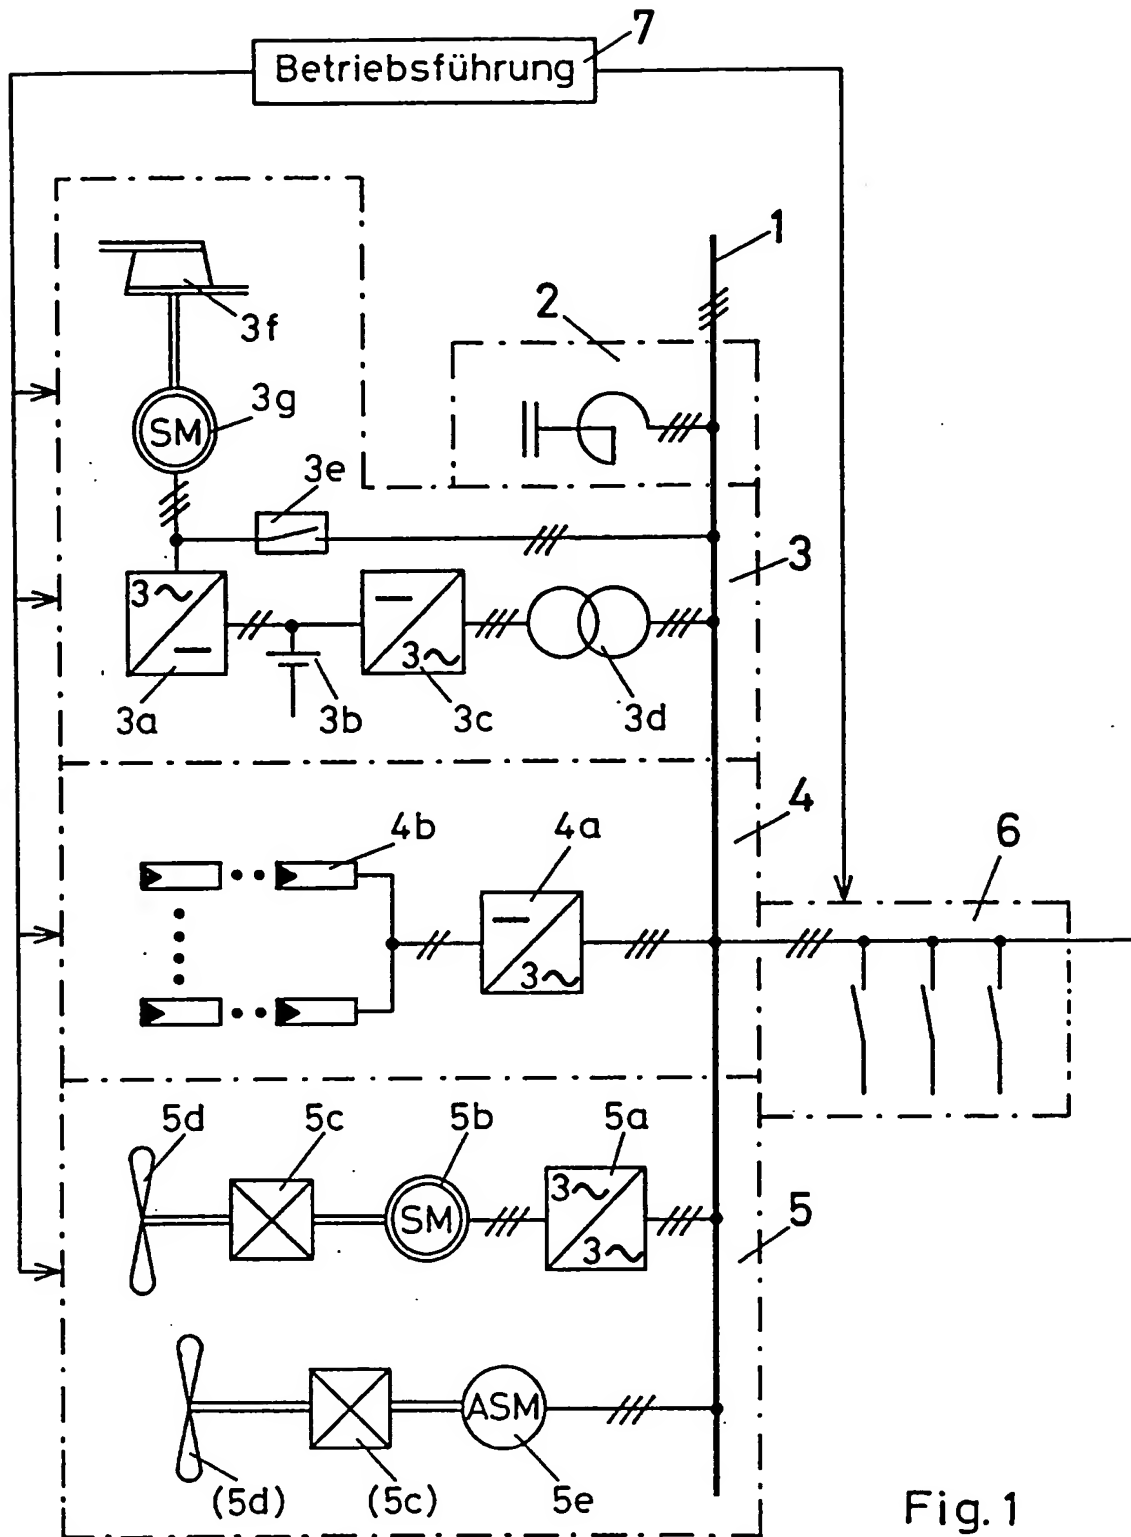 7
Betriebsführung
1
2
3f
3g
SM
3e
3
3~
3~
3a
3b
3c
3d
4
4b
4a
6
3~
5d
5c
5b
5a
3~
SM
3~
5
ASM
(5d)
(5c)
5e
Fig.1